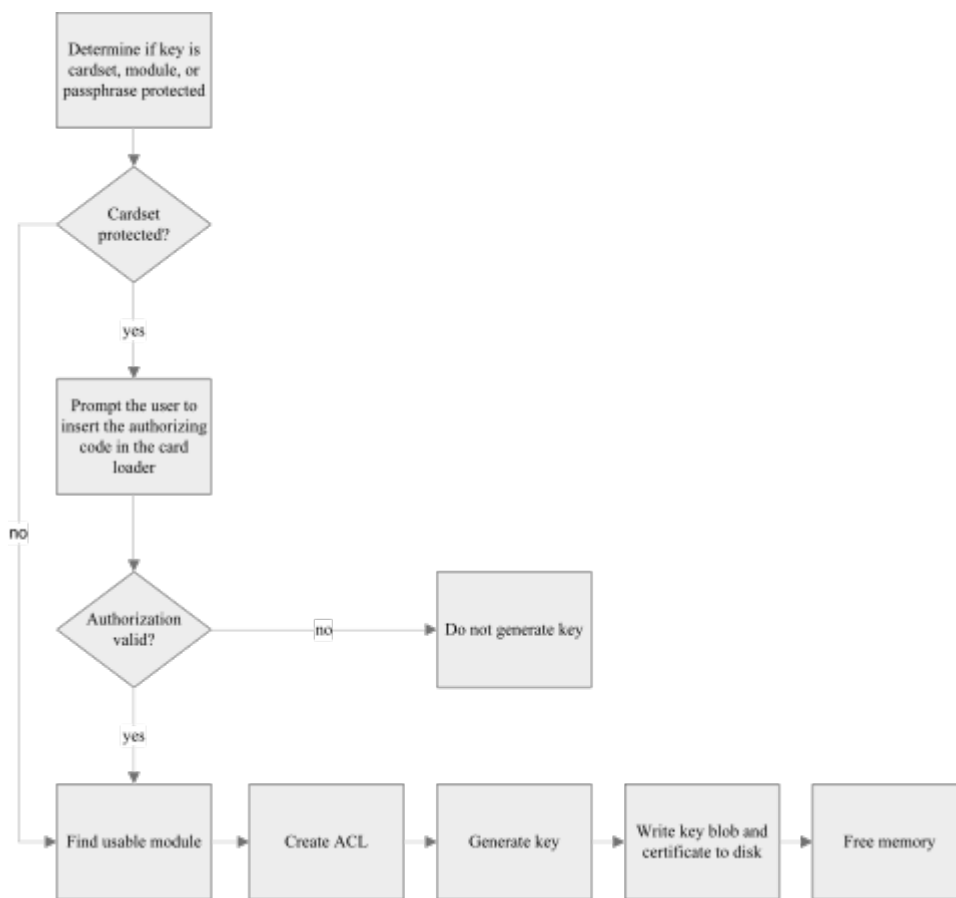 Determine if key is
cardset, module, or
passphrase protected
Cardset
protected?
yes
Prompt the user to
insert the authorizing
code in the card
loader
no
Authorization
valid?
no
Do not generate key
yes
Find usable module
Create ACL
Generate key
Write key blob and
certificate to disk
Free memory